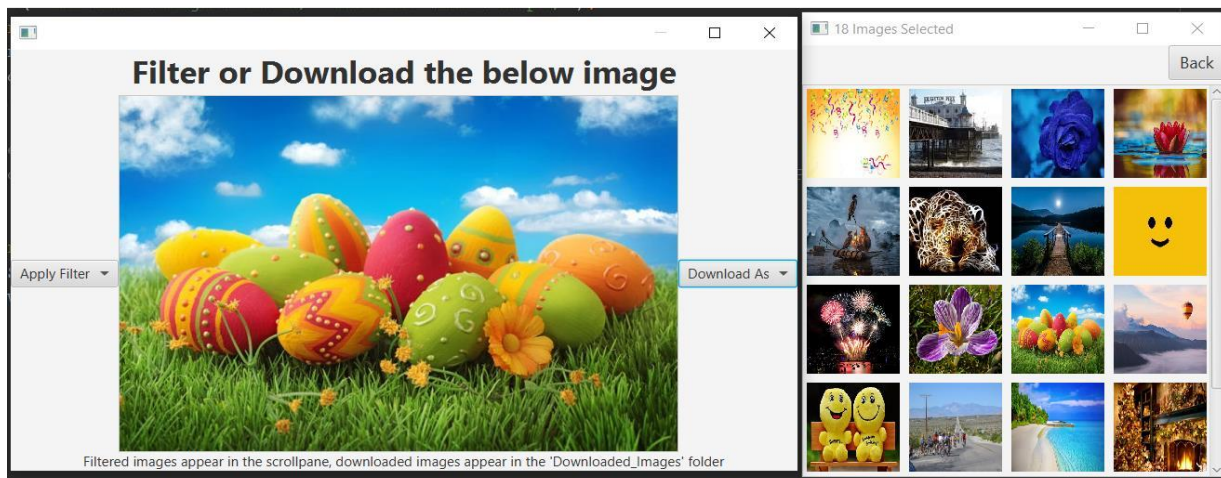 Filter or Download the below image
Apply Filter
Download As
Filtered images appear in the scrollpane, downloaded images appear in the 'Downloaded_Images' folder
18 Images Selected
Back